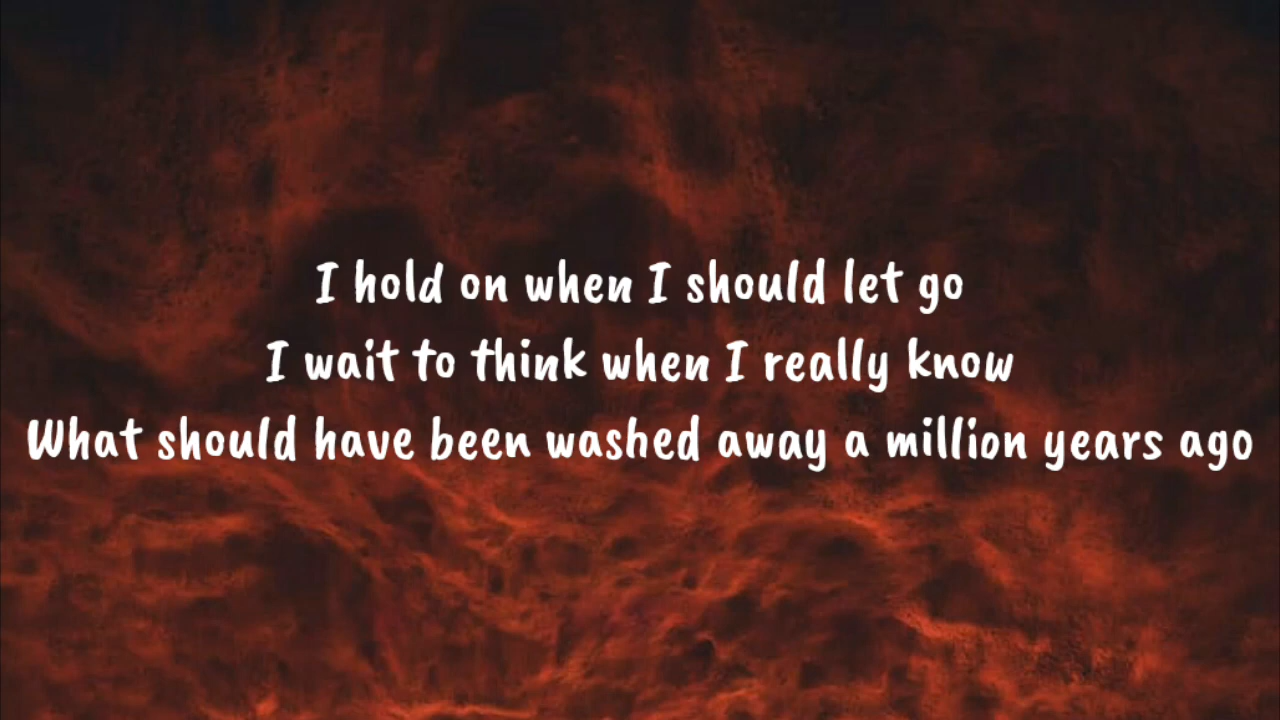 I hold on when I should let go
I wait to think when I really know
What should have been washed away a million years ago